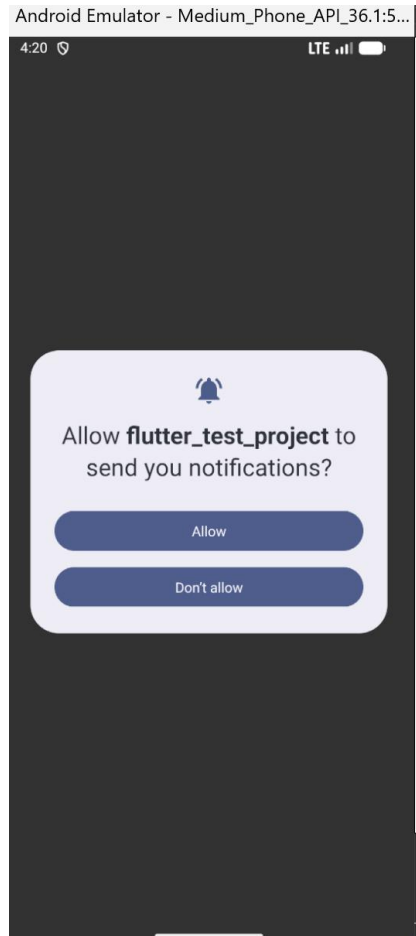 Android Emulator - Medium_Phone_API_36.1:5...
4:20 LTE
Allow flutter_test_project to
send you notifications?
Allow
Don't allow